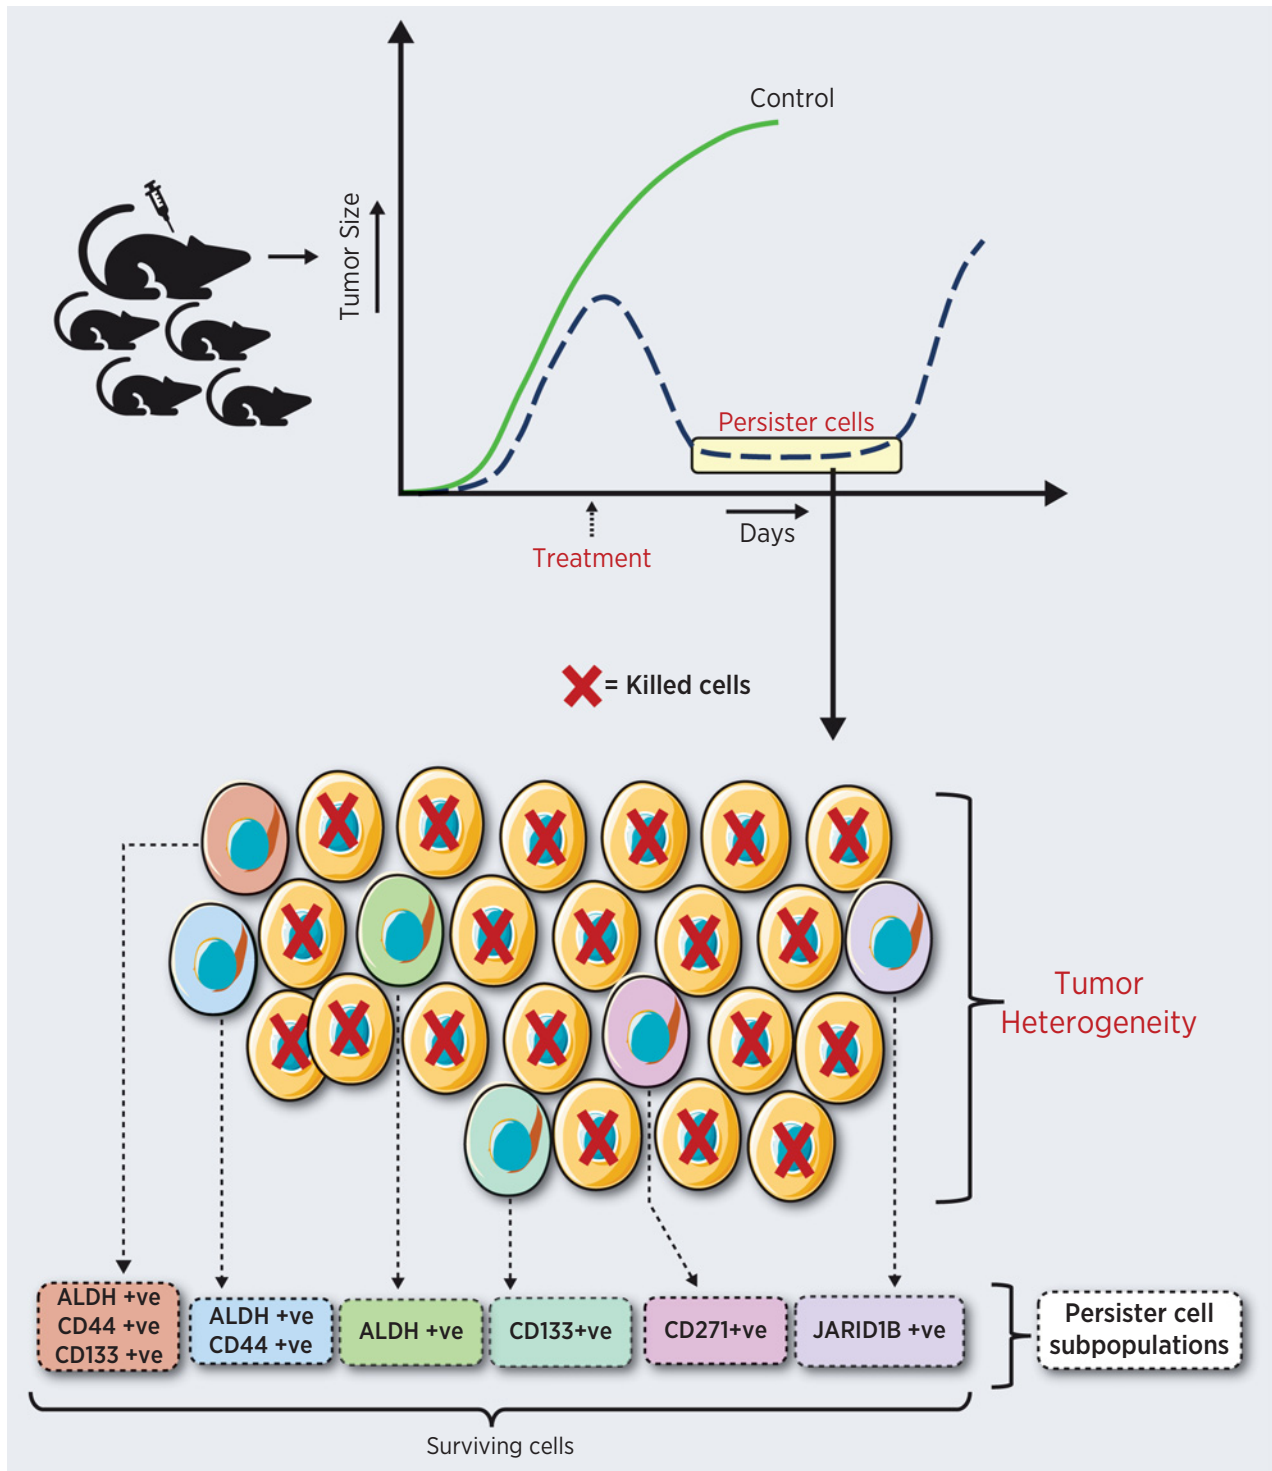 Control
Tumor Size
Persister cells
Days
Treatment
= Killed cells
Tumor
Heterogeneity
ALDH +ve
CD44 +ve
CD133 +ve
ALDH +ve
CD44 +ve
ALDH +ve
CD133+ve
CD271+ve
JARID1B +ve
Persister cell
subpopulations
Surviving cells